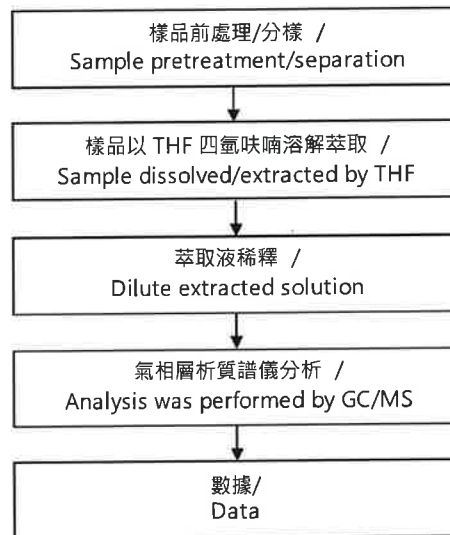 樣品前處理/分樣 /
Sample pretreatment/separation
樣品以 THF 四氫呋喃溶解萃取 /
Sample dissolved/extracted by THF
萃取液稀釋 /
Dilute extracted solution
氣相層析質譜儀分析 /
Analysis was performed by GC/MS
數據/
Data